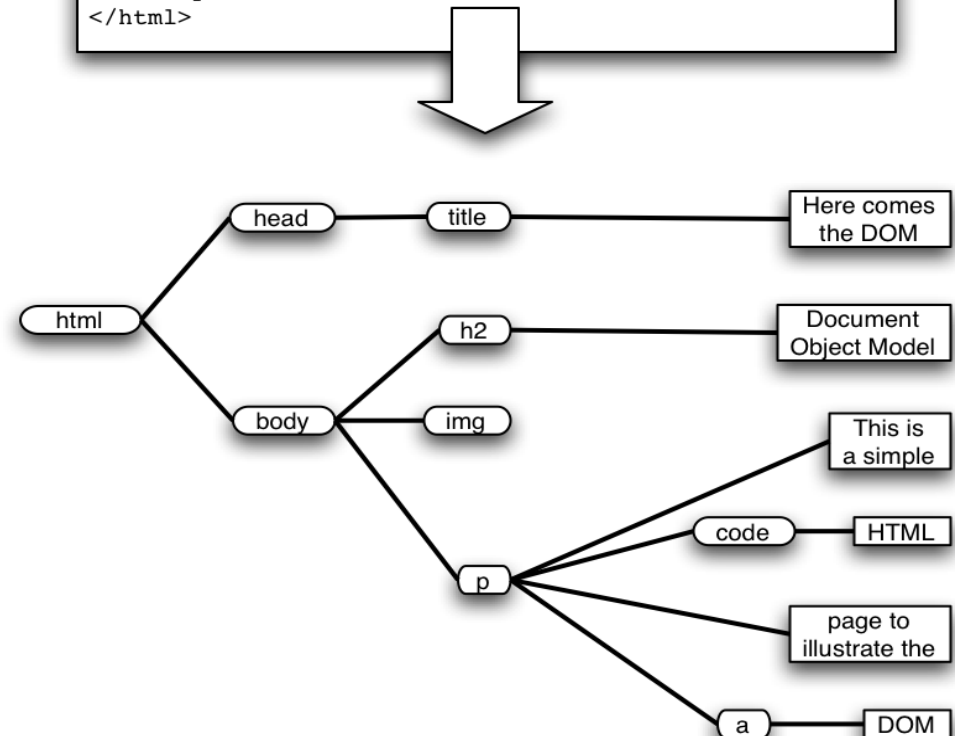 </html>
head
title
Here comes
the DOM
html
h2
Document
Object Model
body
img
This is
a simple
code
HTML
p
page to
illustrate the
a
DOM